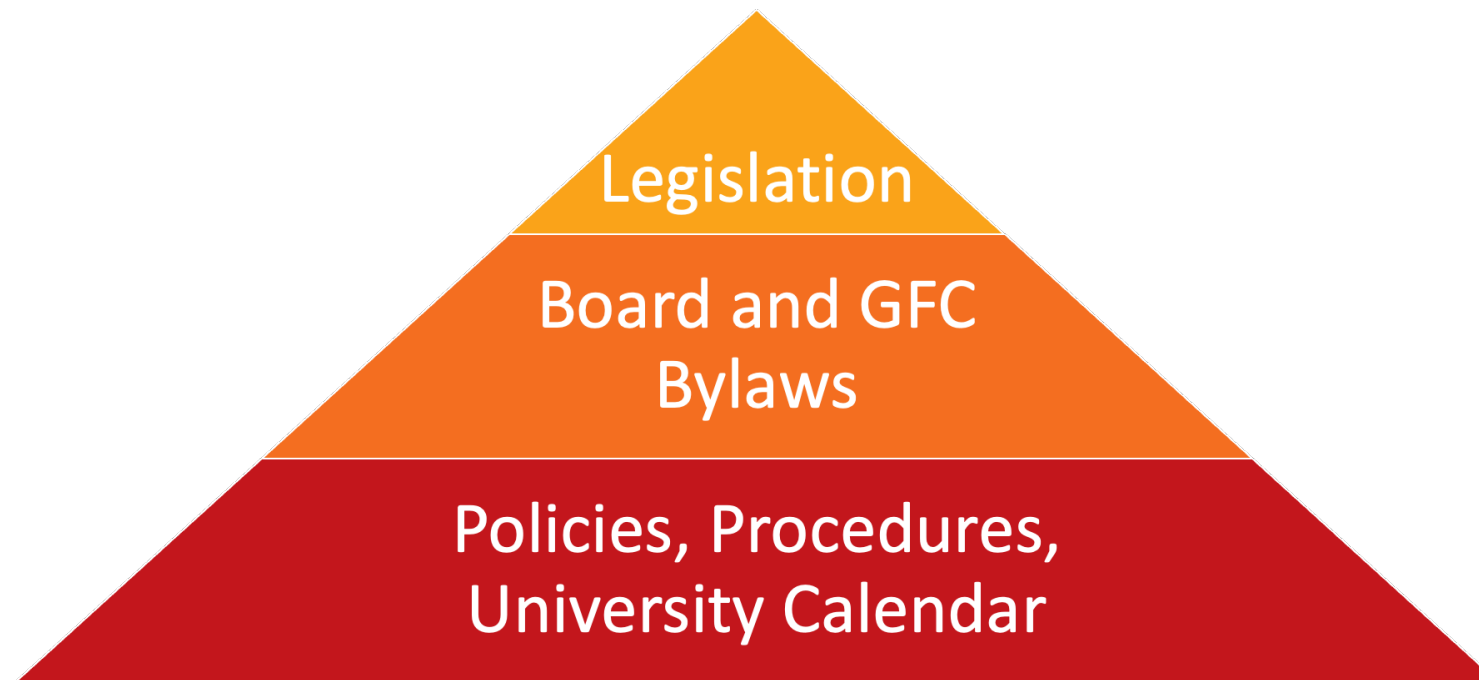 Legislation
Board and GFC
Bylaws
Policies, Procedures,
University Calendar